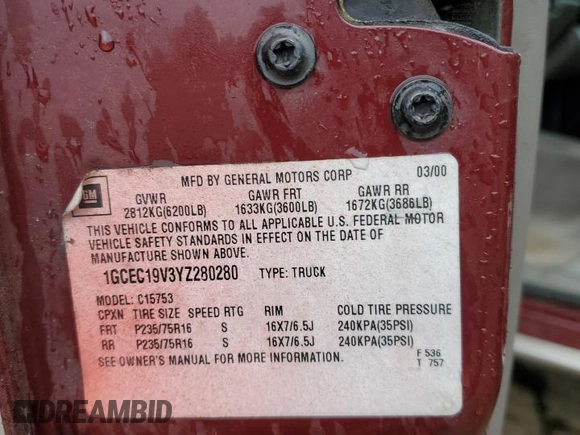 MFD BY GENERAL MOTORS CORP 03/00
GM
GVWR GAWR FRT GAWR RR
2812KG(6200LB) 1633KG(3600LB) 1672KG(3686LB)
THIS VEHICLE CONFORMS TO ALL APPLICABLE U.S. FEDERAL MOTOR
VEHICLE SAFETY STANDARDS IN EFFECT ON THE DATE OF
MANUFACTURE SHOWN ABOVE.
1GCEC19V3YZ280280 TYPE: TRUCK
MODEL: C15753
CPXN TIRE SIZE SPEED RTG RIM COLD TIRE PRESSURE
FRT P235/75R16 S 16X7/6.5J 240KPA(35PSI)
RR P235/75R16 S 16X7/6.5J 240KPA(35PSI)
SEE OWNER'S MANUAL FOR MORE INFORMATION.
F 536
T 757
DREAMBID